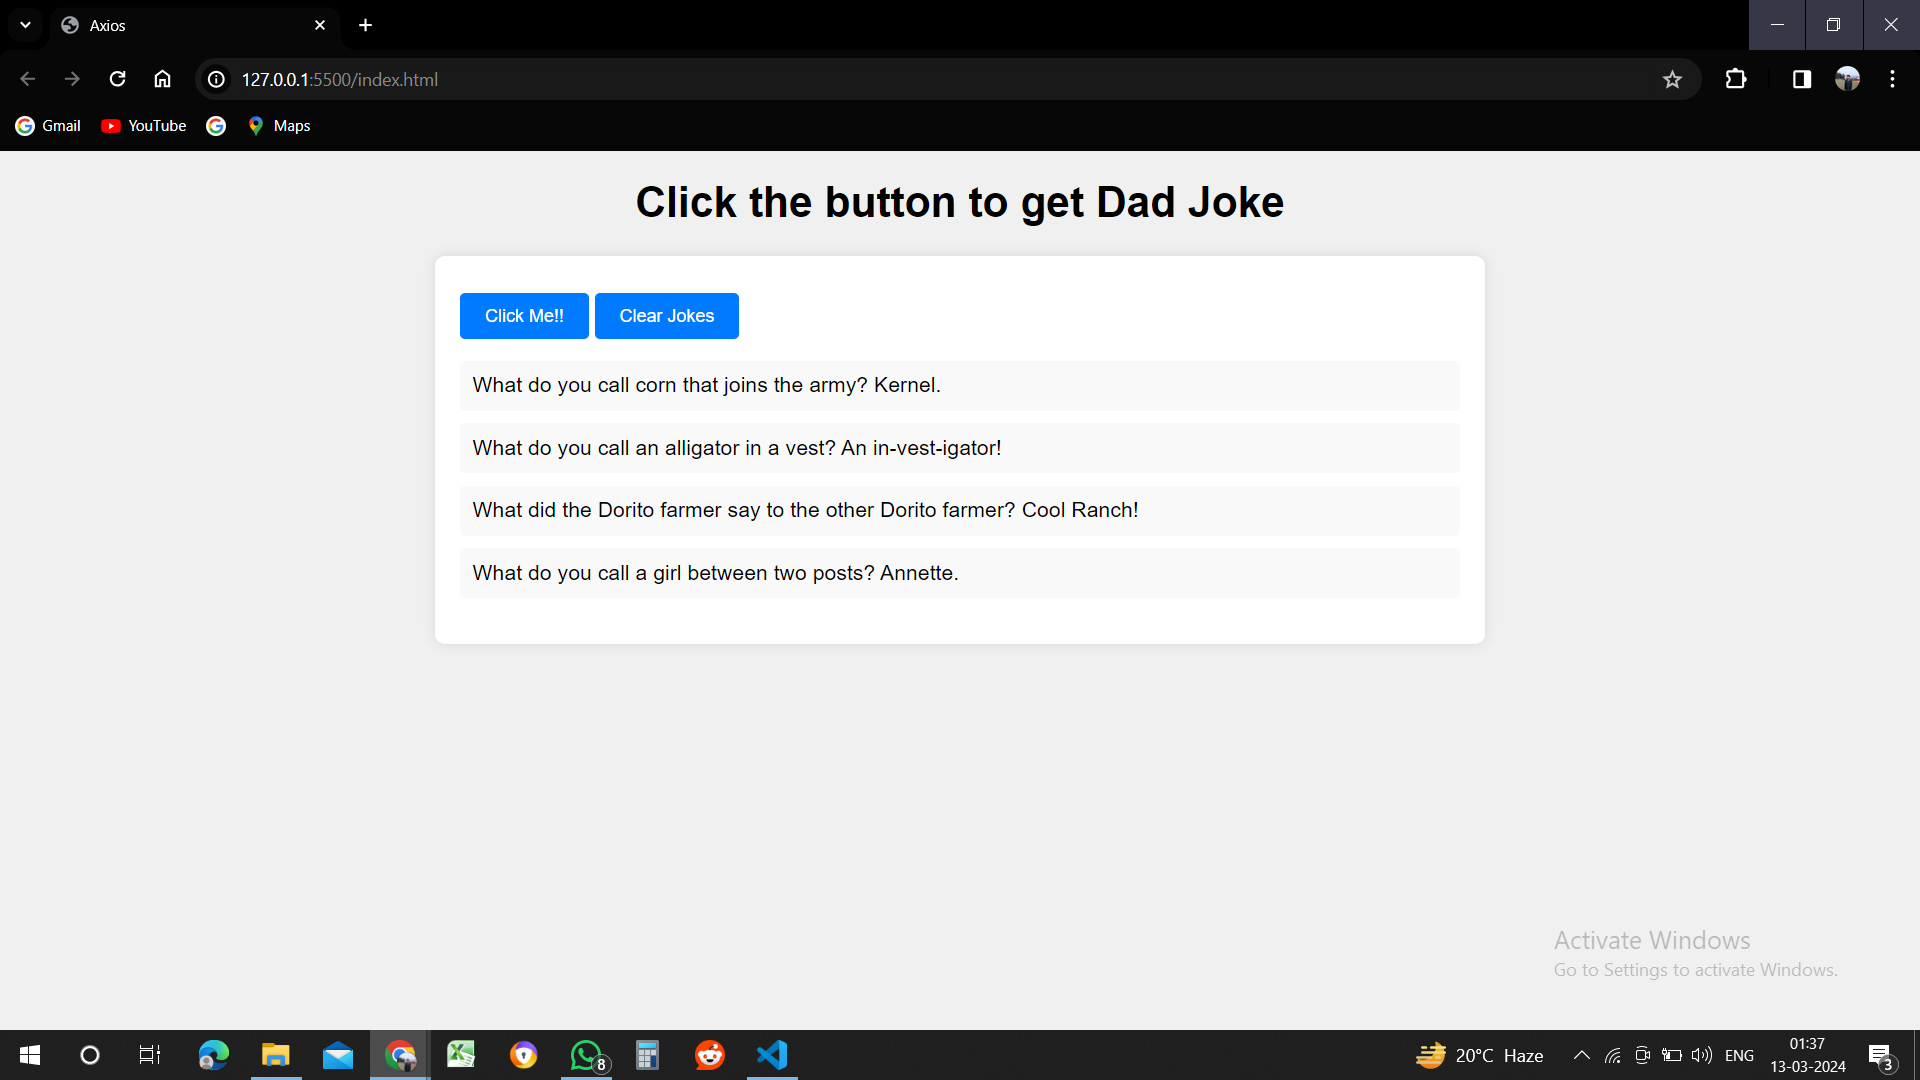 Axios
127.0.0.1:5500/index.html
Gmail YouTube Maps
Click the button to get Dad Joke
Click Me!! Clear Jokes
What do you call corn that joins the army? Kernel.
What do you call an alligator in a vest? An in-vest-igator!
What did the Dorito farmer say to the other Dorito farmer? Cool Ranch!
What do you call a girl between two posts? Annette.
Activate Windows
Go to Settings to activate Windows.
8
20°C Haze
ENG
01:37
13-03-2024
3